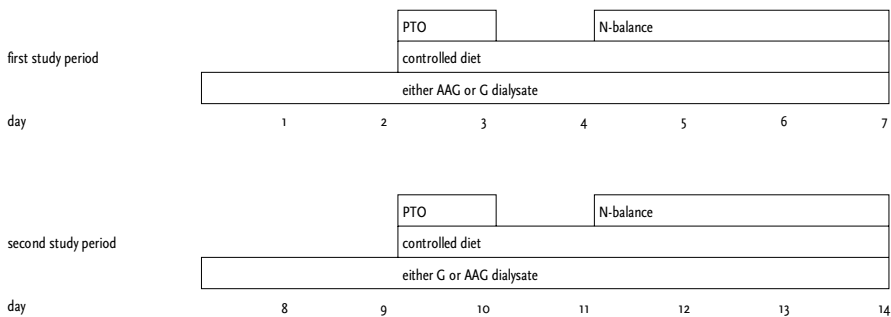 PTO N-balance
first study period controlled diet
either AAG or G dialysate
day 1 2 3 4 5 6 7
PTO N-balance
second study period controlled diet
either G or AAG dialysate
day 8 9 10 11 12 13 14